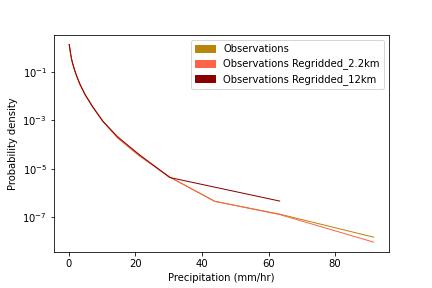 Observations
Observations Regridded_2.2km
Observations Regridded_12km
10⁻¹
10⁻³
10⁻⁵
10⁻⁷
Probability density
0 20 40 60 80
Precipitation (mm/hr)